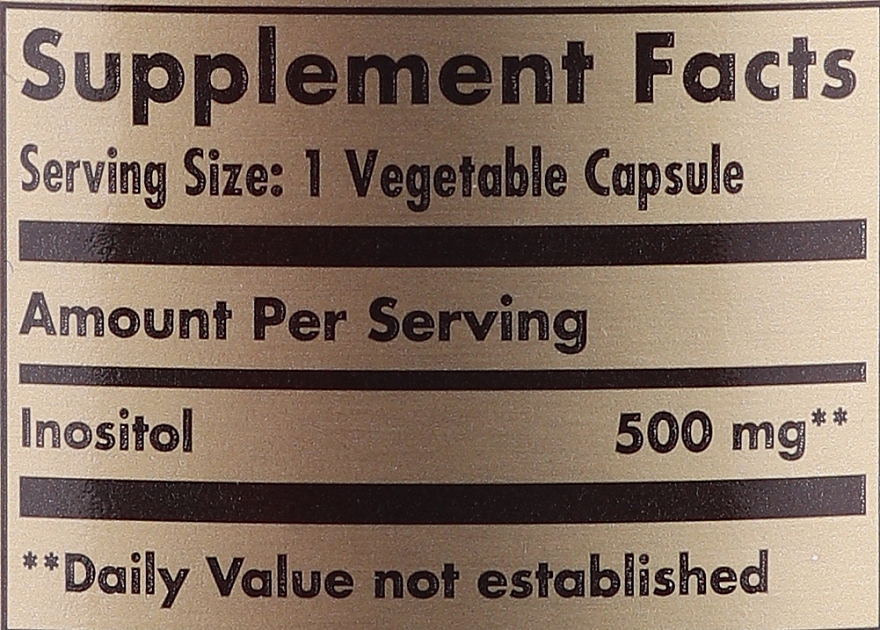 Supplement Facts
Serving Size: 1 Vegetable Capsule
Amount Per Serving
Inositol 500 mg**
**Daily Value not established